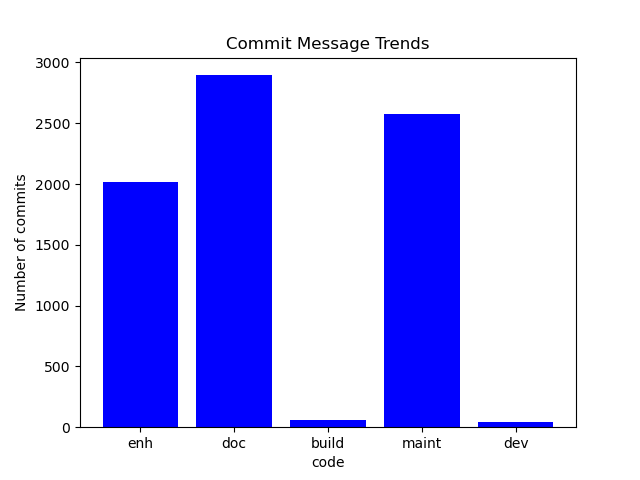 Commit Message Trends
3000
2500
2000
1500
1000
500
0
Number of commits
enh doc build maint dev
code